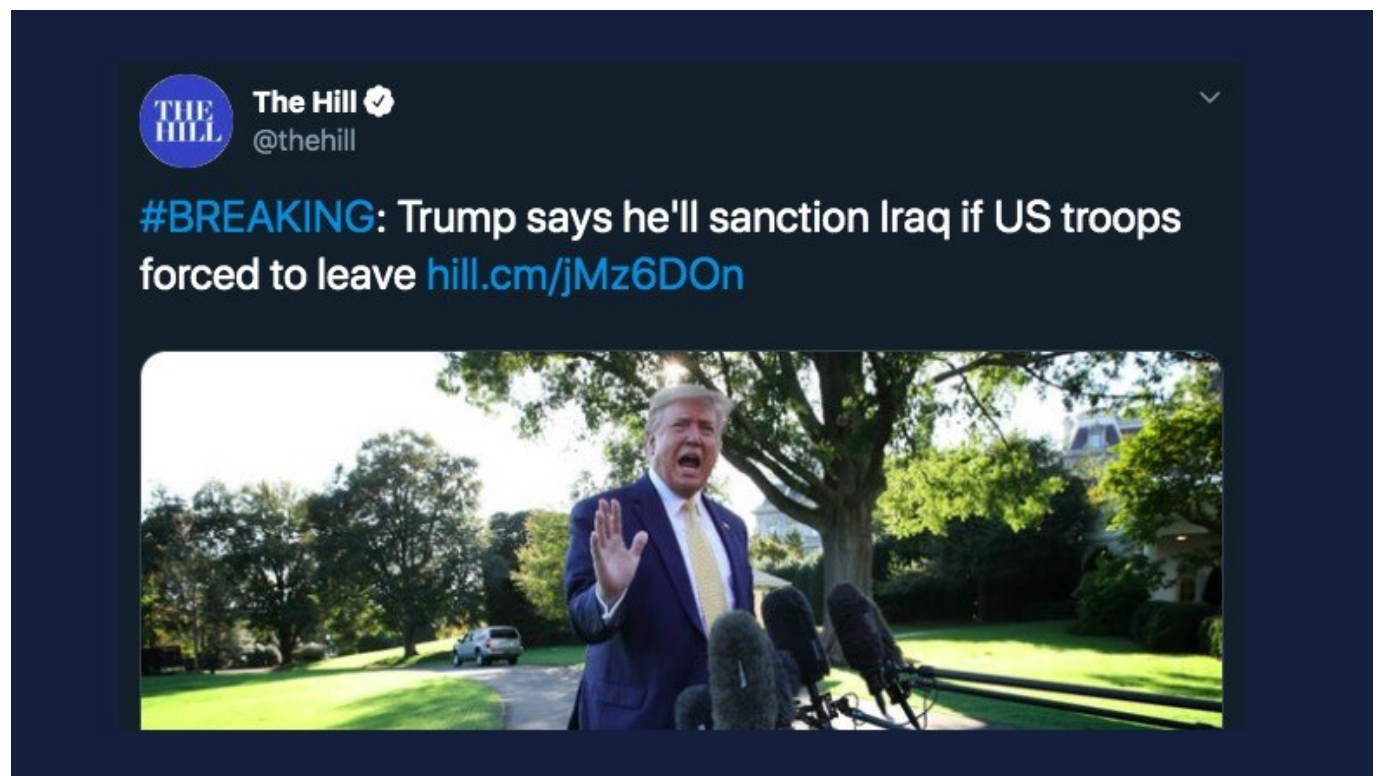 THE
HILL
The Hill
@thehill
#BREAKING: Trump says he'll sanction Iraq if US troops
forced to leave hill.cm/jMz6DOn